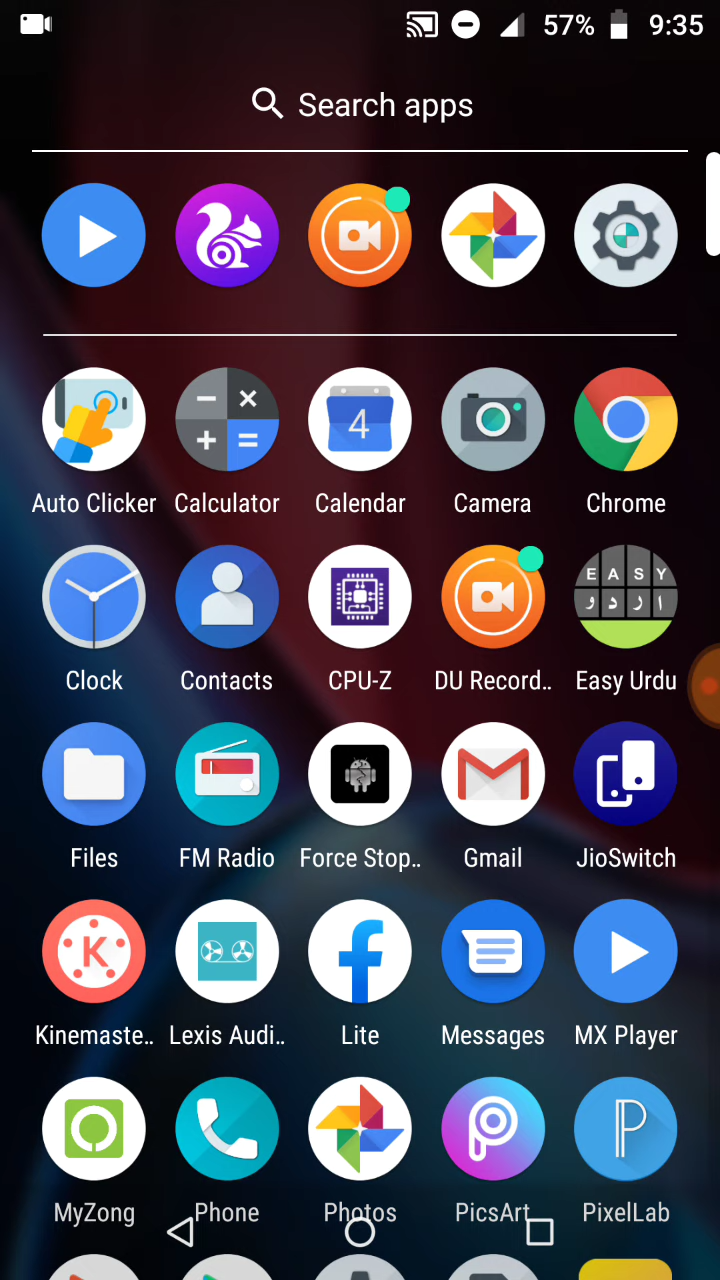 57% 9:35
Search apps
4
Auto Clicker Calculator Calendar Camera Chrome
E A S Y
ا ر د و
Clock Contacts CPU-Z DU Record.. Easy Urdu
Files FM Radio Force Stop.. Gmail JioSwitch
K
Kinemaste.. Lexis Audi.. Lite Messages MX Player
MyZong Phone Photos PicsArt PixelLab